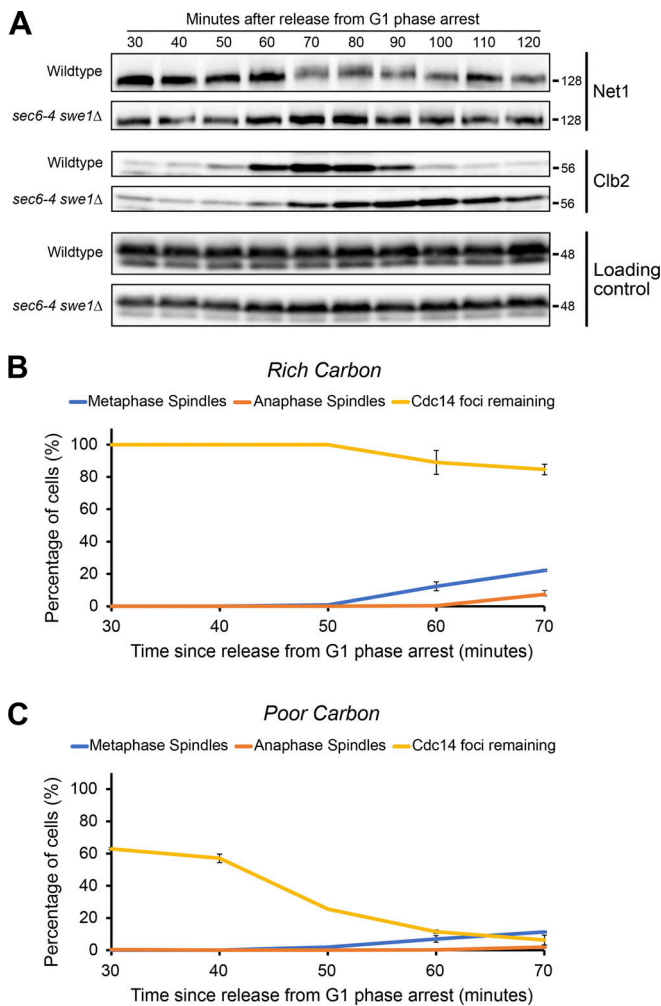 A
Minutes after release from G1 phase arrest
30 40 50 60 70 80 90 100 110 120
Wildtype
-128
sec6-4 swe1Δ
-128
Net1
Wildtype
-56
sec6-4 swe1Δ
-56
Clb2
Wildtype
-48
sec6-4 swe1Δ
-48
Loading
control
B
Rich Carbon
Metaphase Spindles Anaphase Spindles Cdc14 foci remaining
Percentage of cells (%)
100
80
60
40
20
0
30 40 50 60 70
Time since release from G1 phase arrest (minutes)
C
Poor Carbon
Metaphase Spindles Anaphase Spindles Cdc14 foci remaining
Percentage of cells (%)
100
80
60
40
20
0
30 40 50 60 70
Time since release from G1 phase arrest (minutes)